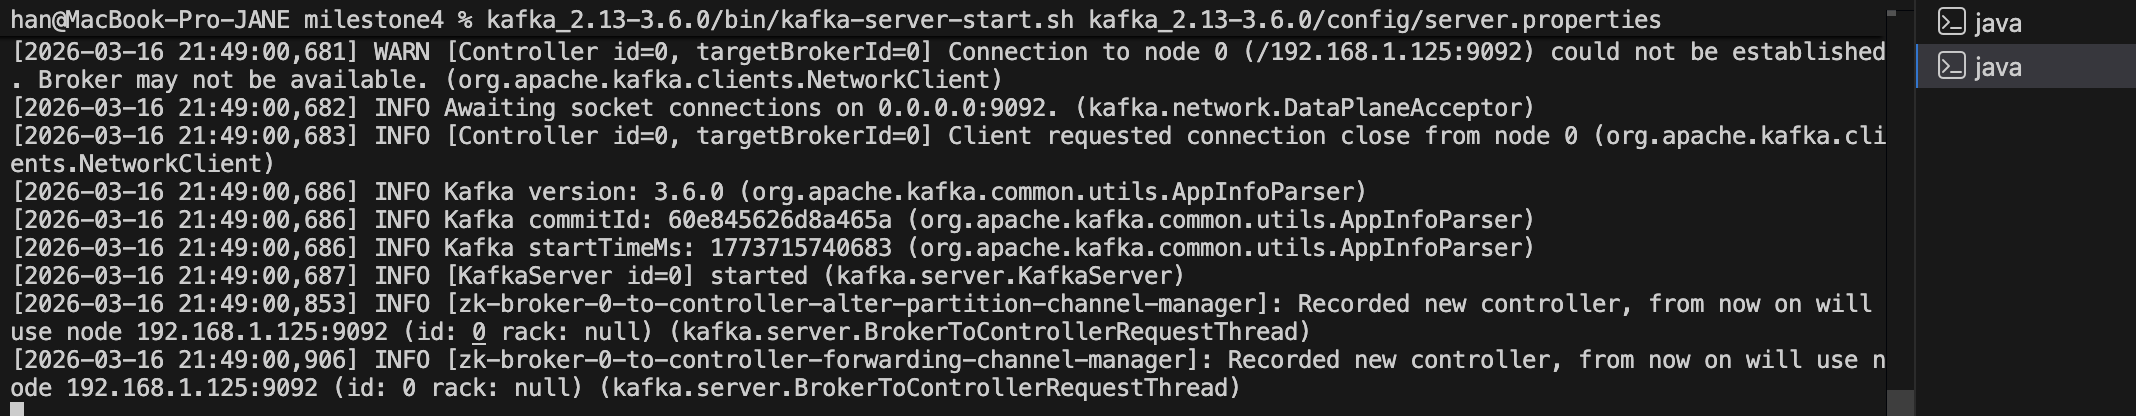 han@MacBook-Pro-JANE milestone4 % kafka_2.13-3.6.0/bin/kafka-server-start.sh kafka_2.13-3.6.0/config/server.properties
[2026-03-16 21:49:00,681] WARN [Controller id=0, targetBrokerId=0] Connection to node 0 (/192.168.1.125:9092) could not be established
. Broker may not be available. (org.apache.kafka.clients.NetworkClient)
[2026-03-16 21:49:00,682] INFO Awaiting socket connections on 0.0.0.0:9092. (kafka.network.DataPlaneAcceptor)
[2026-03-16 21:49:00,683] INFO [Controller id=0, targetBrokerId=0] Client requested connection close from node 0 (org.apache.kafka.cli
ents.NetworkClient)
[2026-03-16 21:49:00,686] INFO Kafka version: 3.6.0 (org.apache.kafka.common.utils.AppInfoParser)
[2026-03-16 21:49:00,686] INFO Kafka commitId: 60e845626d8a465a (org.apache.kafka.common.utils.AppInfoParser)
[2026-03-16 21:49:00,686] INFO Kafka startTimeMs: 1773715740683 (org.apache.kafka.common.utils.AppInfoParser)
[2026-03-16 21:49:00,687] INFO [KafkaServer id=0] started (kafka.server.KafkaServer)
[2026-03-16 21:49:00,853] INFO [zk-broker-0-to-controller-alter-partition-channel-manager]: Recorded new controller, from now on will
use node 192.168.1.125:9092 (id: 0 rack: null) (kafka.server.BrokerToControllerRequestThread)
[2026-03-16 21:49:00,906] INFO [zk-broker-0-to-controller-forwarding-channel-manager]: Recorded new controller, from now on will use n
ode 192.168.1.125:9092 (id: 0 rack: null) (kafka.server.BrokerToControllerRequestThread)
java
java